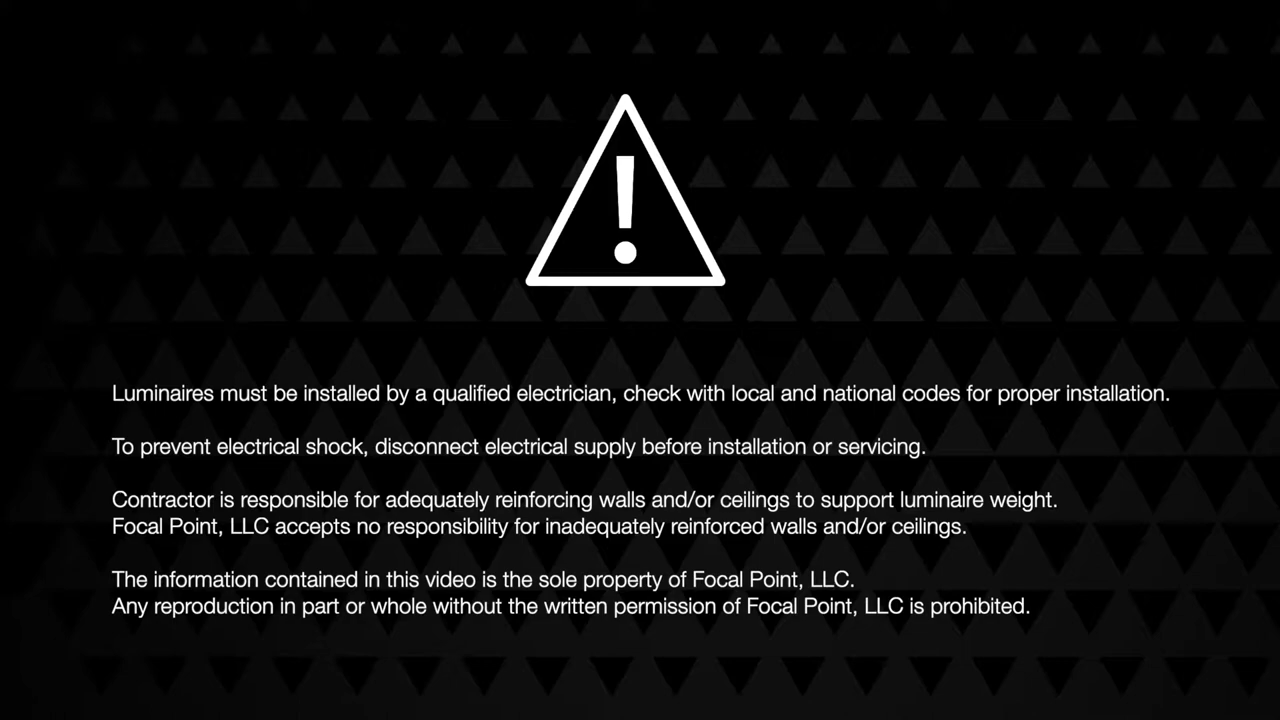 Luminaires must be installed by a qualified electrician, check with local and national codes for proper installation.
To prevent electrical shock, disconnect electrical supply before installation or servicing.
Contractor is responsible for adequately reinforcing walls and/or ceilings to support luminaire weight.
Focal Point, LLC accepts no responsibility for inadequately reinforced walls and/or ceilings.
The information contained in this video is the sole property of Focal Point, LLC.
Any reproduction in part or whole without the written permission of Focal Point, LLC is prohibited.